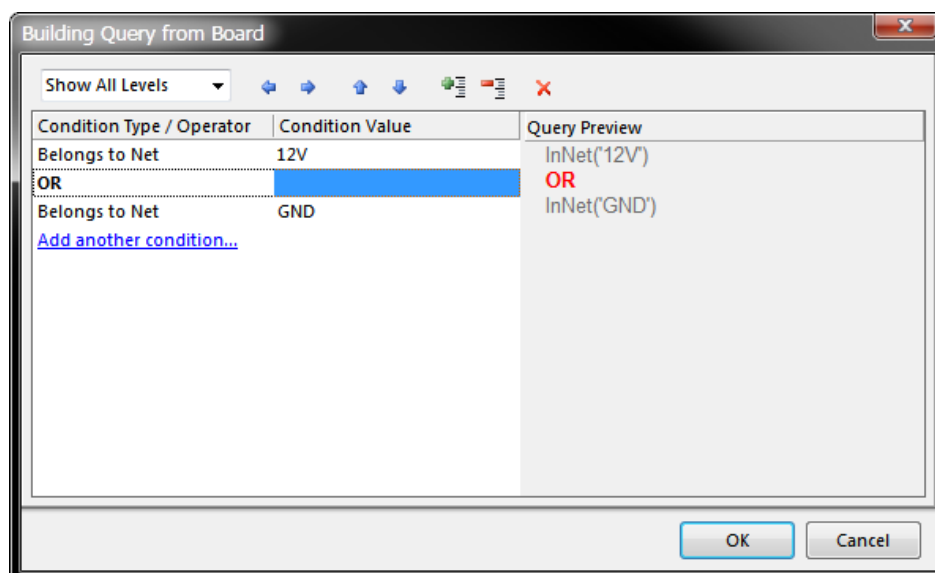 Building Query from Board
Show All Levels
Condition Type / Operator Condition Value Query Preview
Belongs to Net 12V InNet('12V')
OR OR
Belongs to Net GND InNet('GND')
Add another condition...
OK Cancel